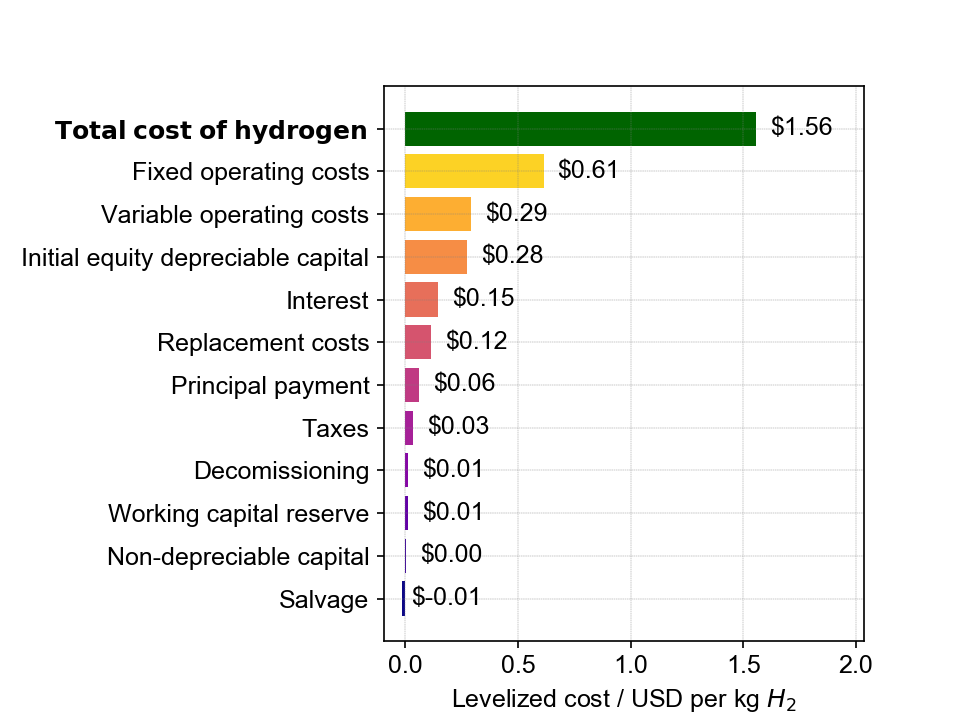 Total cost of hydrogen $1.56
Fixed operating costs $0.61
Variable operating costs $0.29
Initial equity depreciable capital $0.28
Interest $0.15
Replacement costs $0.12
Principal payment $0.06
Taxes $0.03
Decomissioning $0.01
Working capital reserve $0.01
Non-depreciable capital $0.00
Salvage $-0.01
0.0 0.5 1.0 1.5 2.0
Levelized cost / USD per kg H₂